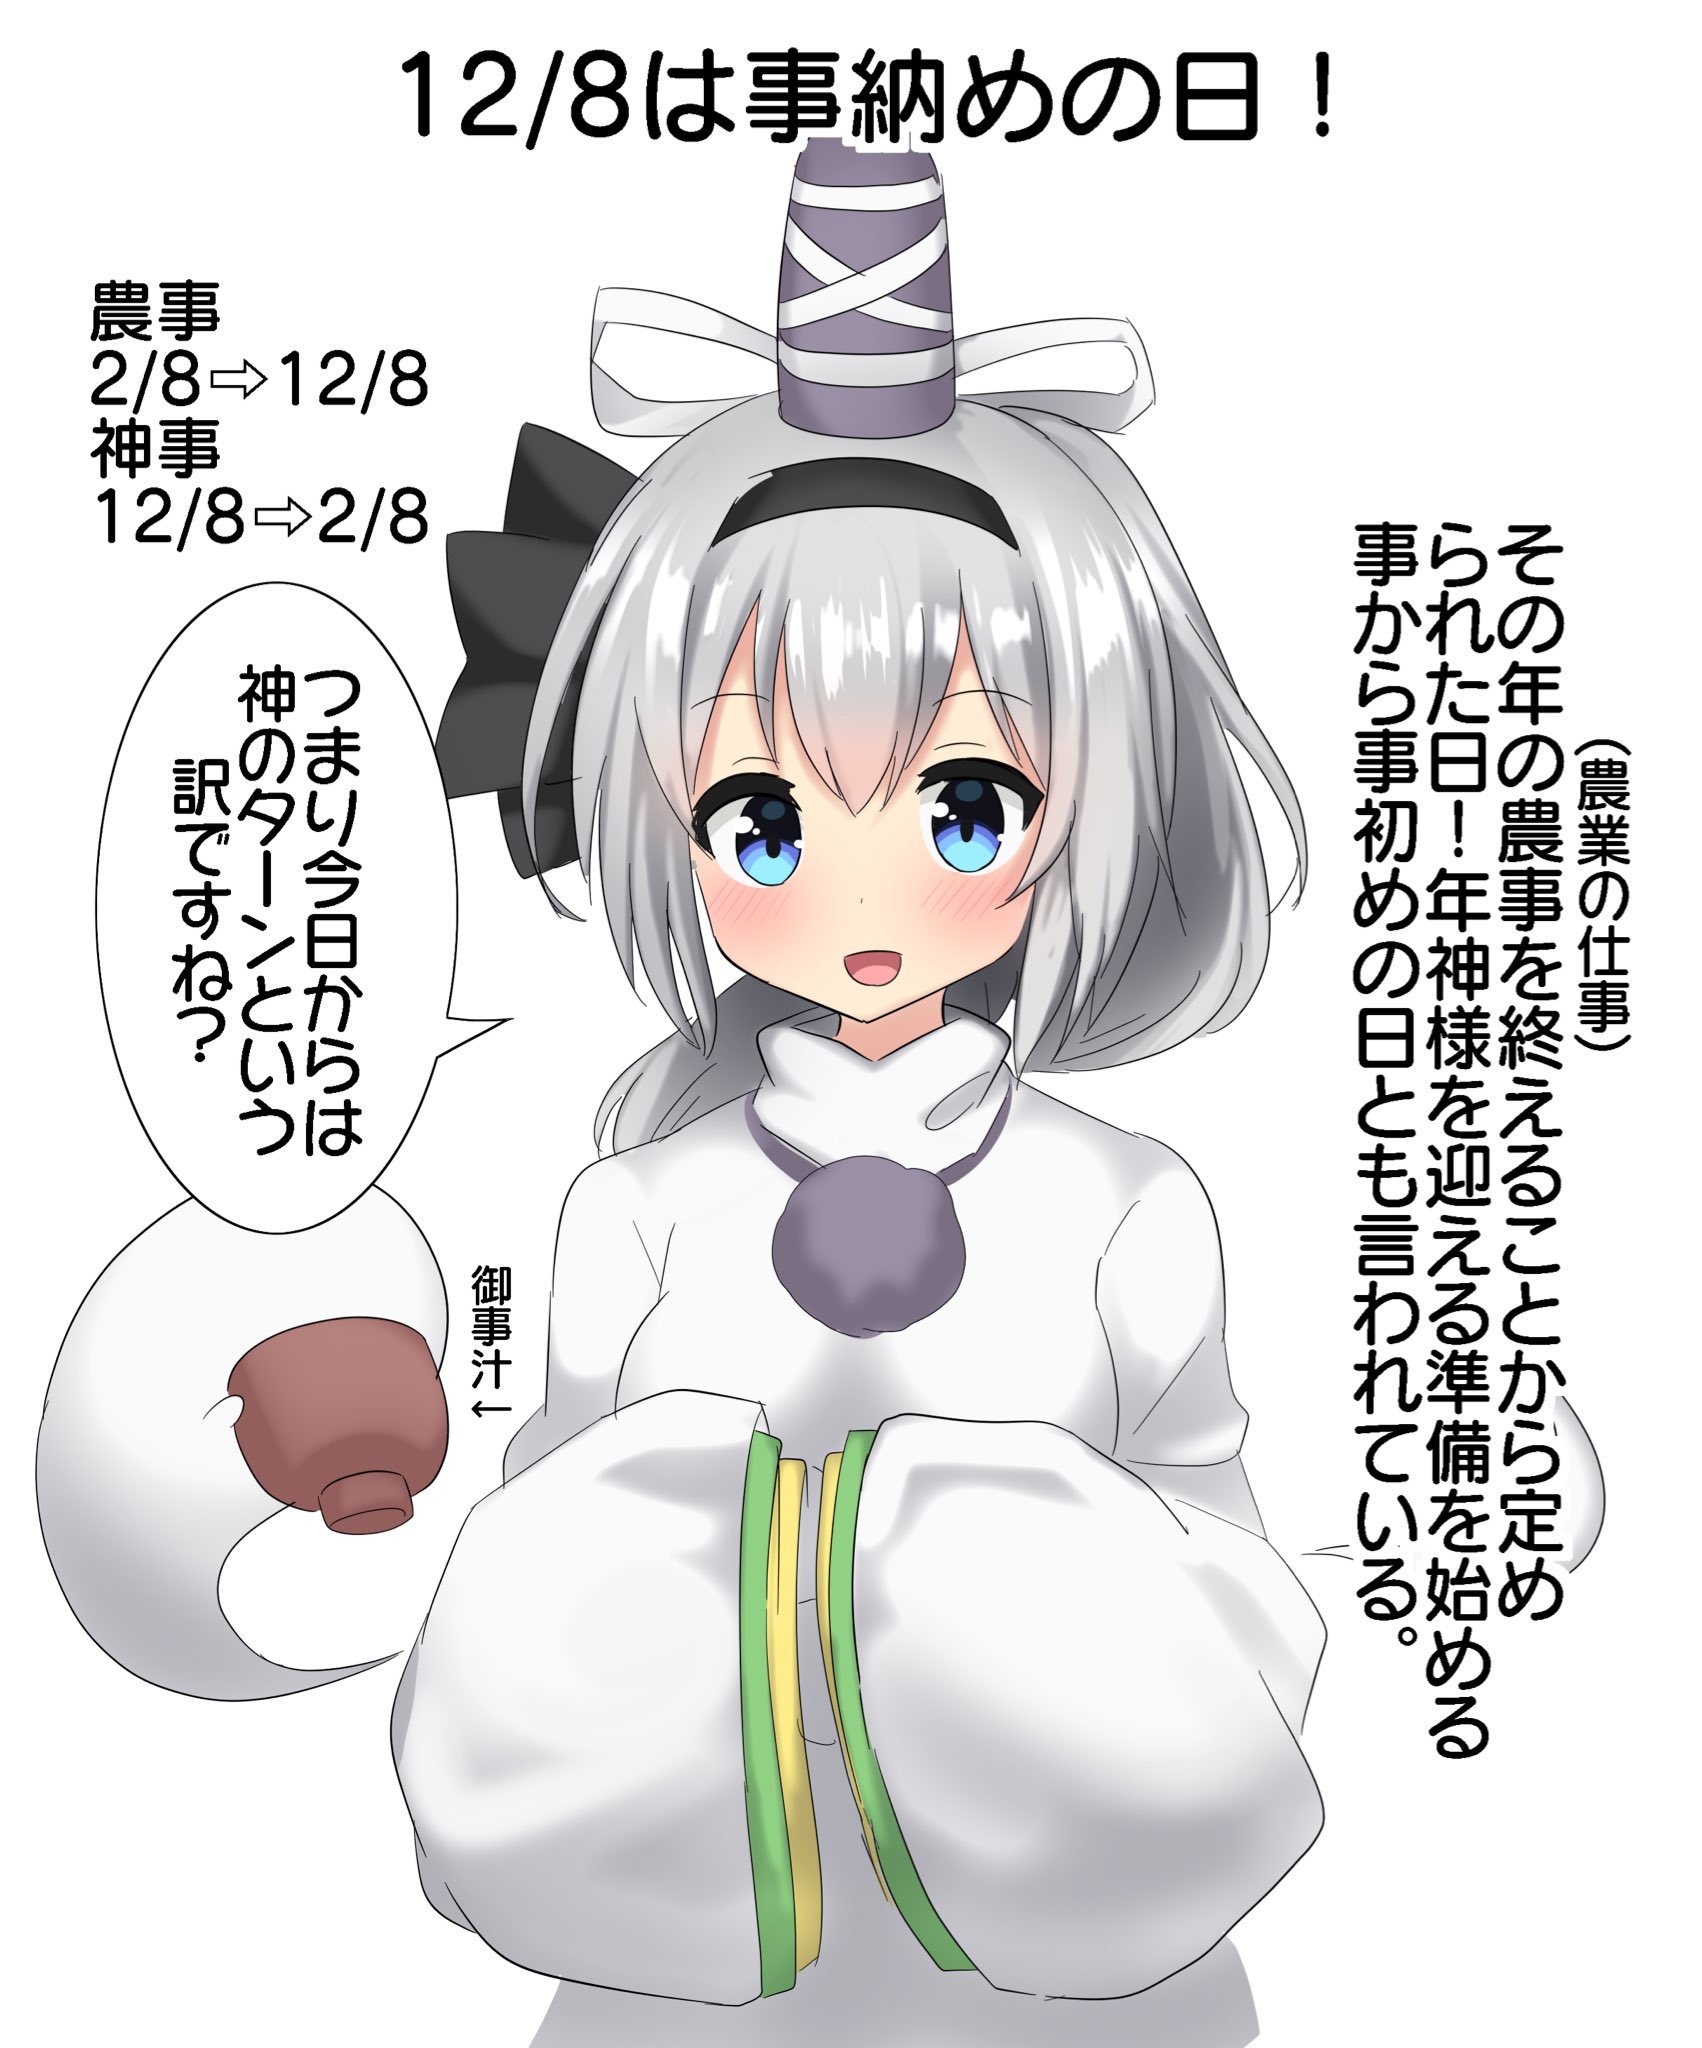 12/8は事納めの日！
農事
2/8⇨12/8
神事
12/8⇨2/8
（農業の仕事）
その年の農事を終えることから定め
られた日！年神様を迎える準備を始める
事から事初めの日とも言われている。
つまり今日からは
神のターンという
訳ですね？
御事汁←